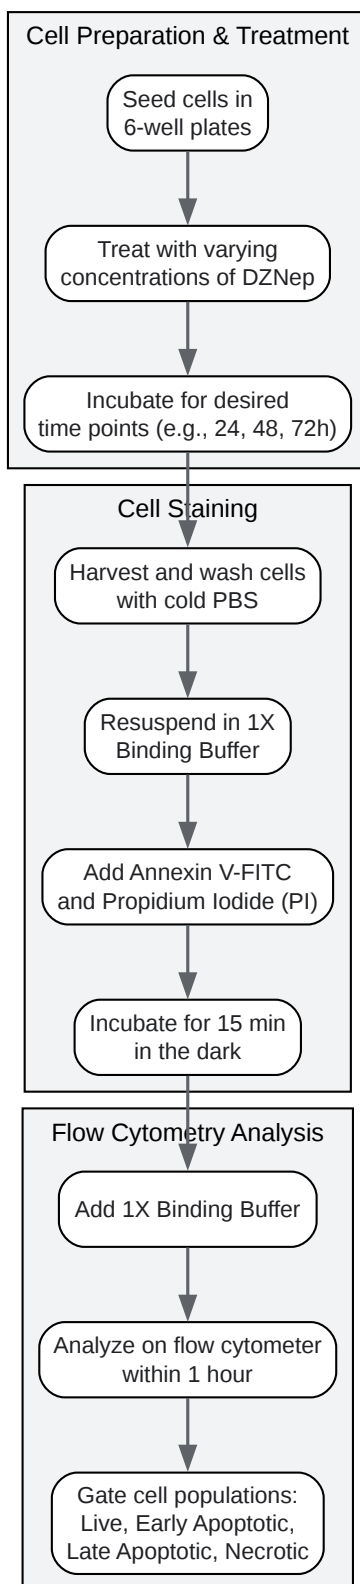 Cell Preparation & Treatment
Seed cells in
6-well plates
Treat with varying
concentrations of DZNep
Incubate for desired
time points (e.g., 24, 48, 72h)
Cell Staining
Harvest and wash cells
with cold PBS
Resuspend in 1X
Binding Buffer
Add Annexin V-FITC
and Propidium Iodide (PI)
Incubate for 15 min
in the dark
Flow Cytometry Analysis
Add 1X Binding Buffer
Analyze on flow cytometer
within 1 hour
Gate cell populations:
Live, Early Apoptotic,
Late Apoptotic, Necrotic